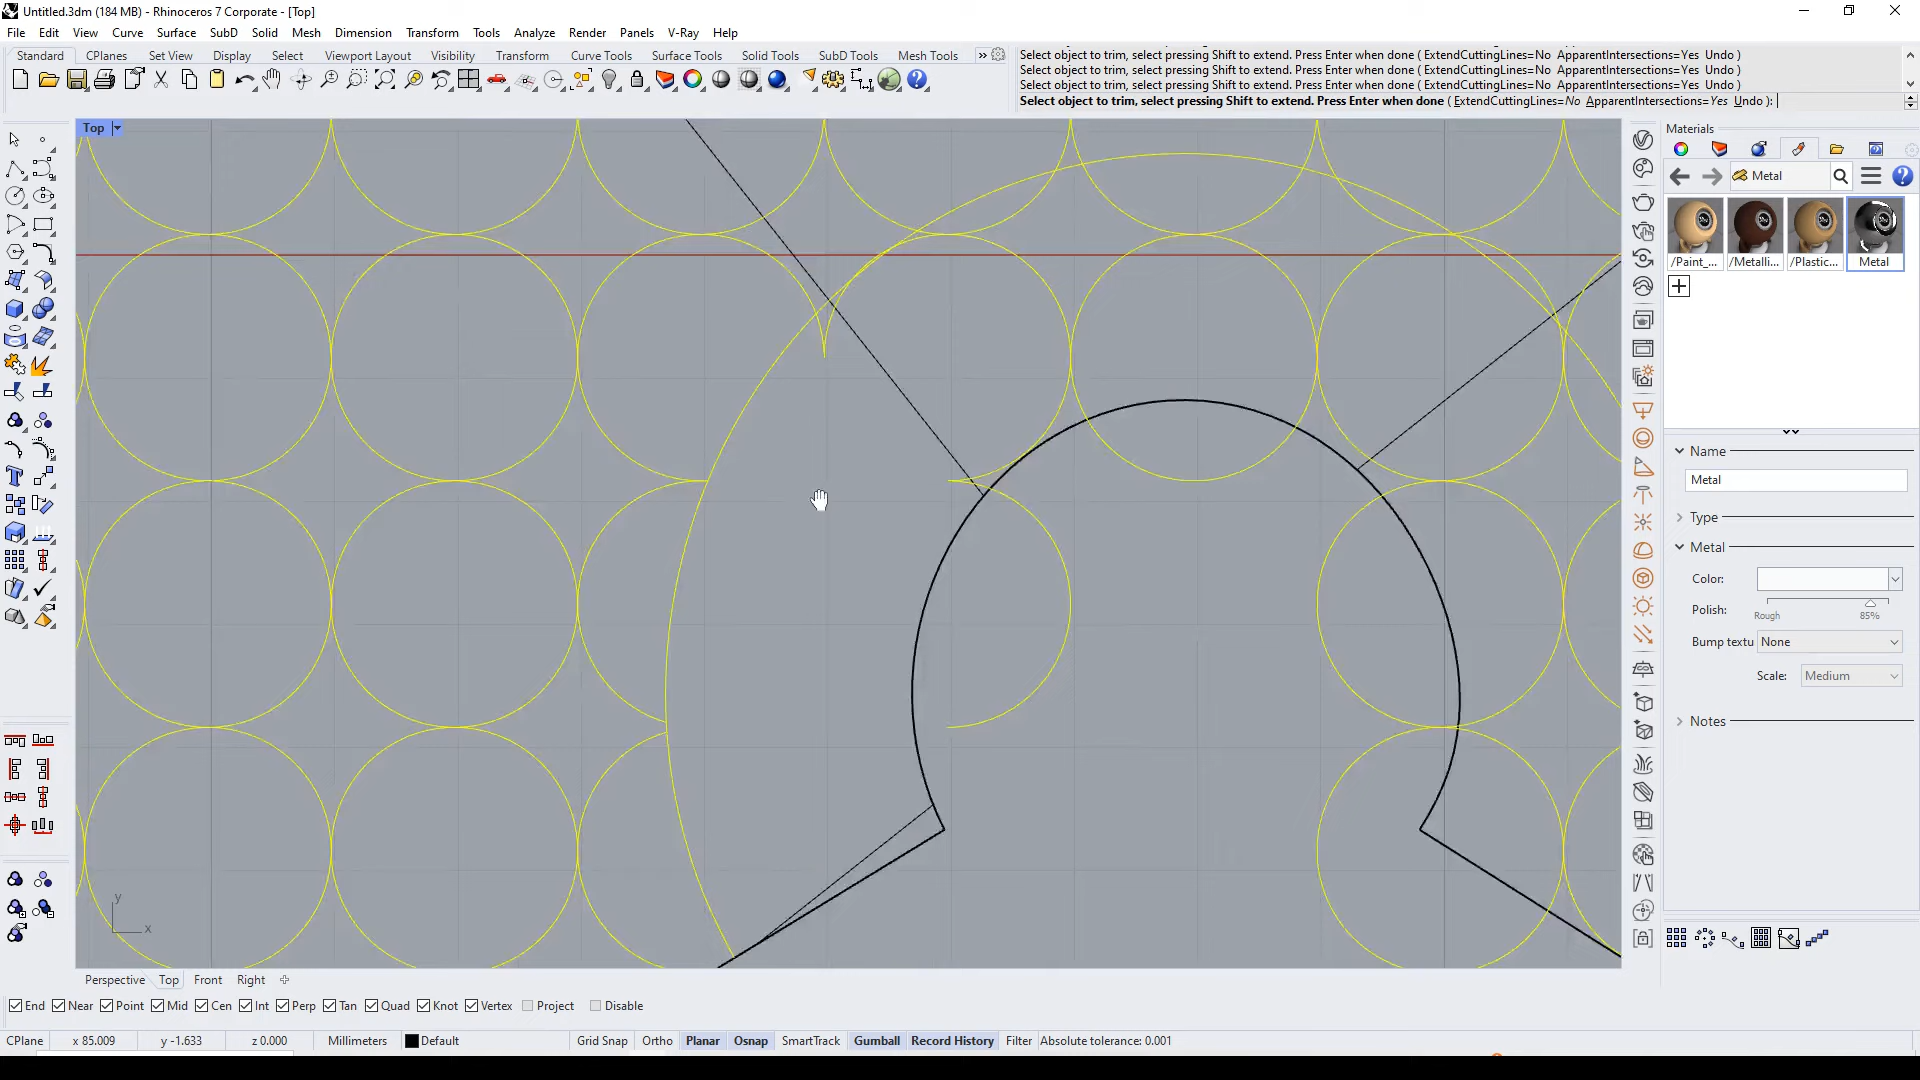 Untitled.3dm (184 MB) - Rhinoceros 7 Corporate - [Top]
File Edit View Curve Surface SubD Solid Mesh Dimension Transform Tools Analyze Render Panels V-Ray Help
Standard CPlanes Set View Display Select Viewport Layout Visibility Transform Curve Tools Surface Tools Solid Tools SubD Tools Mesh Tools »
Select object to trim, select pressing Shift to extend. Press Enter when done ( ExtendCuttingLines=No ApparentIntersections=Yes Undo )
Select object to trim, select pressing Shift to extend. Press Enter when done ( ExtendCuttingLines=No ApparentIntersections=Yes Undo )
Select object to trim, select pressing Shift to extend. Press Enter when done ( ExtendCuttingLines=No ApparentIntersections=Yes Undo )
Select object to trim, select pressing Shift to extend. Press Enter when done ( ExtendCuttingLines=No ApparentIntersections=Yes Undo ):
Top
Materials
Metal
/Paint_... /Metalli... /Plastic... Metal
Name
Metal
Type
Metal
Color:
Polish:
Rough 85%
Bump textu None
Scale: Medium
Notes
y
x
Perspective Top Front Right
End Near Point Mid Cen Int Perp Tan Quad Knot Vertex Project Disable
CPlane x 85.009 y -1.633 z 0.000 Millimeters Default Grid Snap Ortho Planar Osnap SmartTrack Gumball Record History Filter Absolute tolerance: 0.001